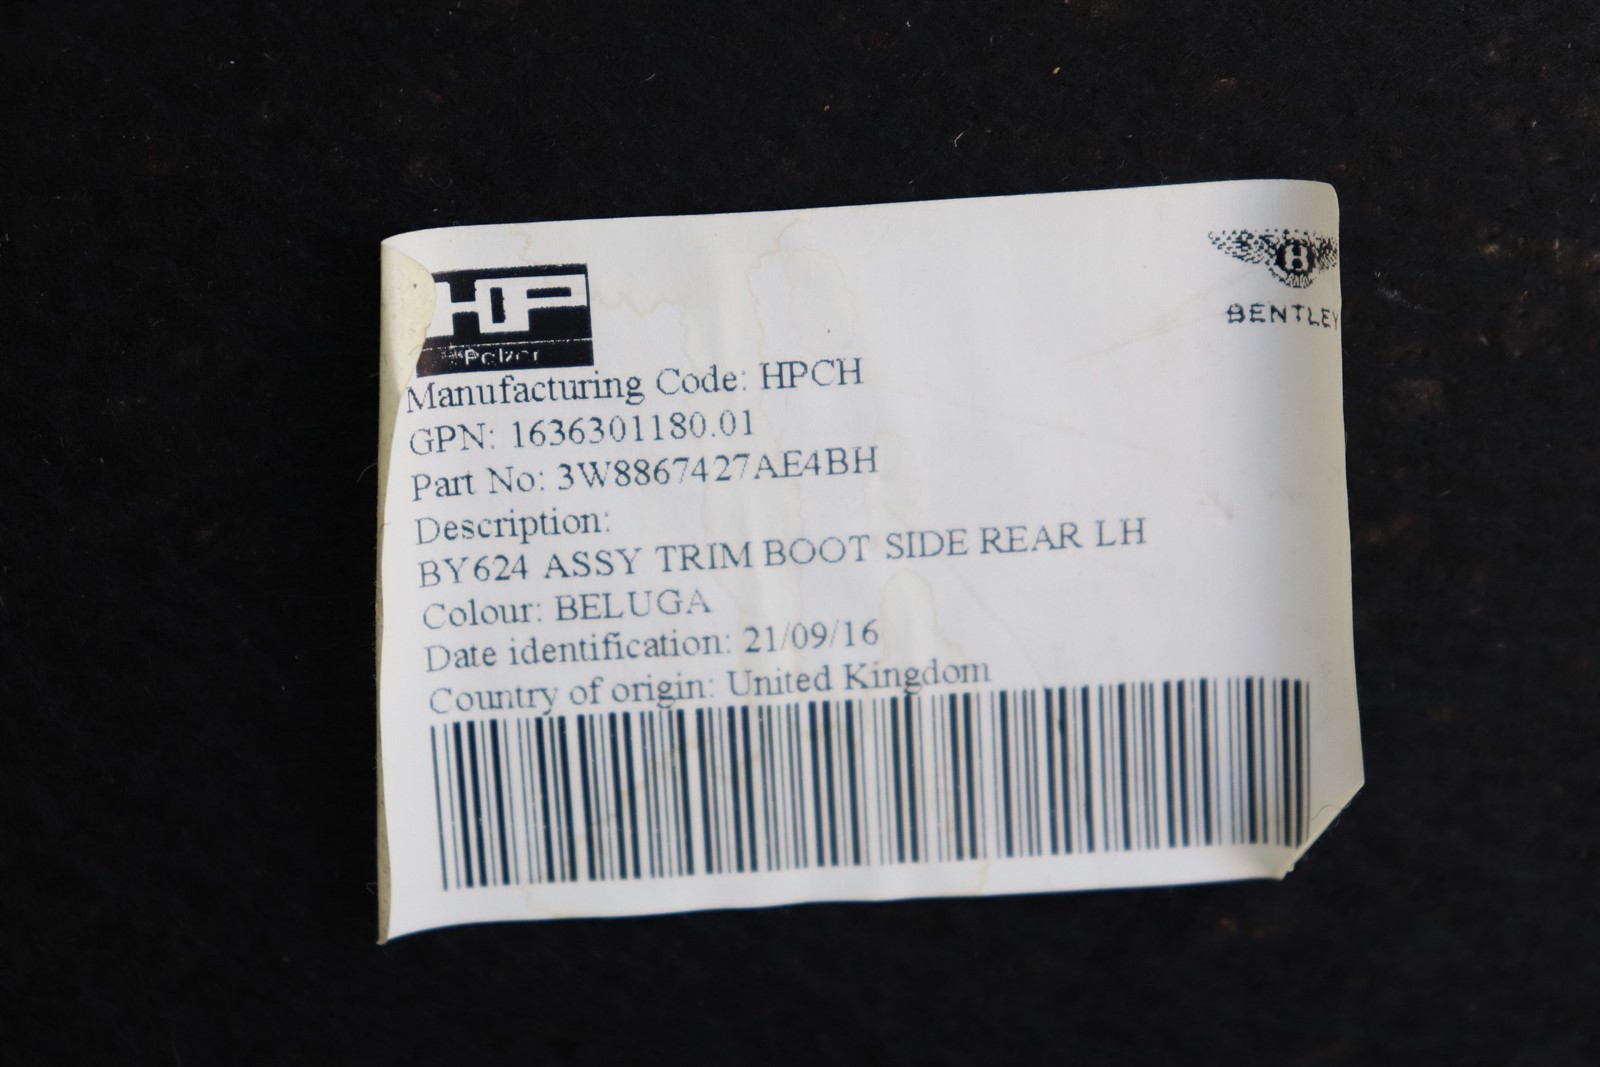 HP
Pelzer
BENTLEY
Manufacturing Code: HPCH
GPN: 1636301180.01
Part No: 3W8867427AE4BH
Description:
BY624 ASSY TRIM BOOT SIDE REAR LH
Colour: BELUGA
Date identification: 21/09/16
Country of origin: United Kingdom